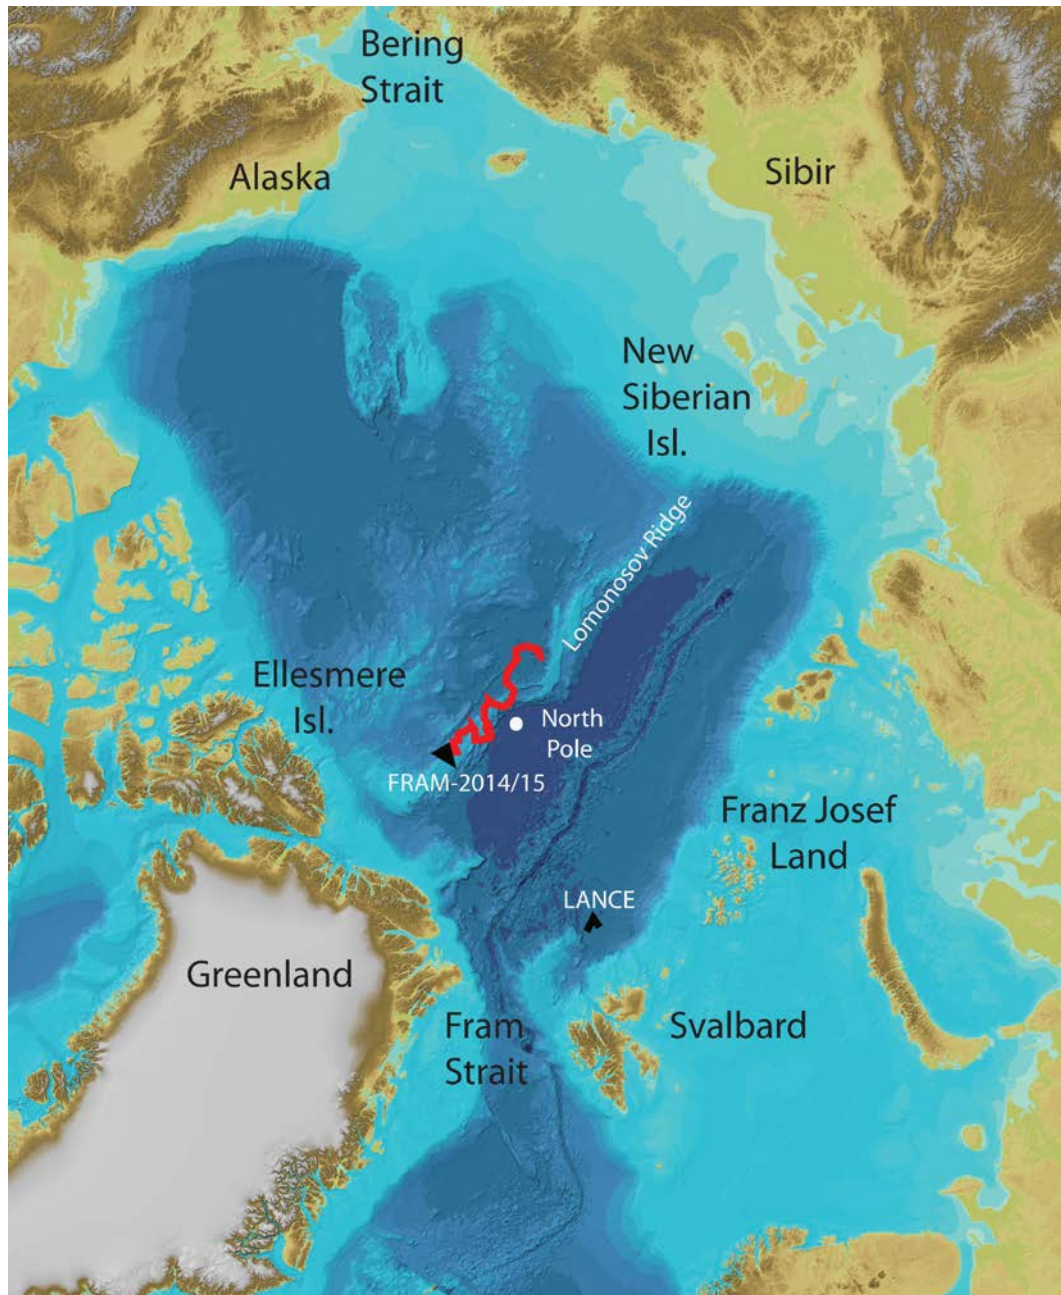 Bering
Strait
Alaska
Sibir
New
Siberian
Isl.
Lomonosov Ridge
Ellesmere
Isl.
North
Pole
FRAM-2014/15
Franz Josef
Land
LANCE
Greenland
Fram
Strait
Svalbard